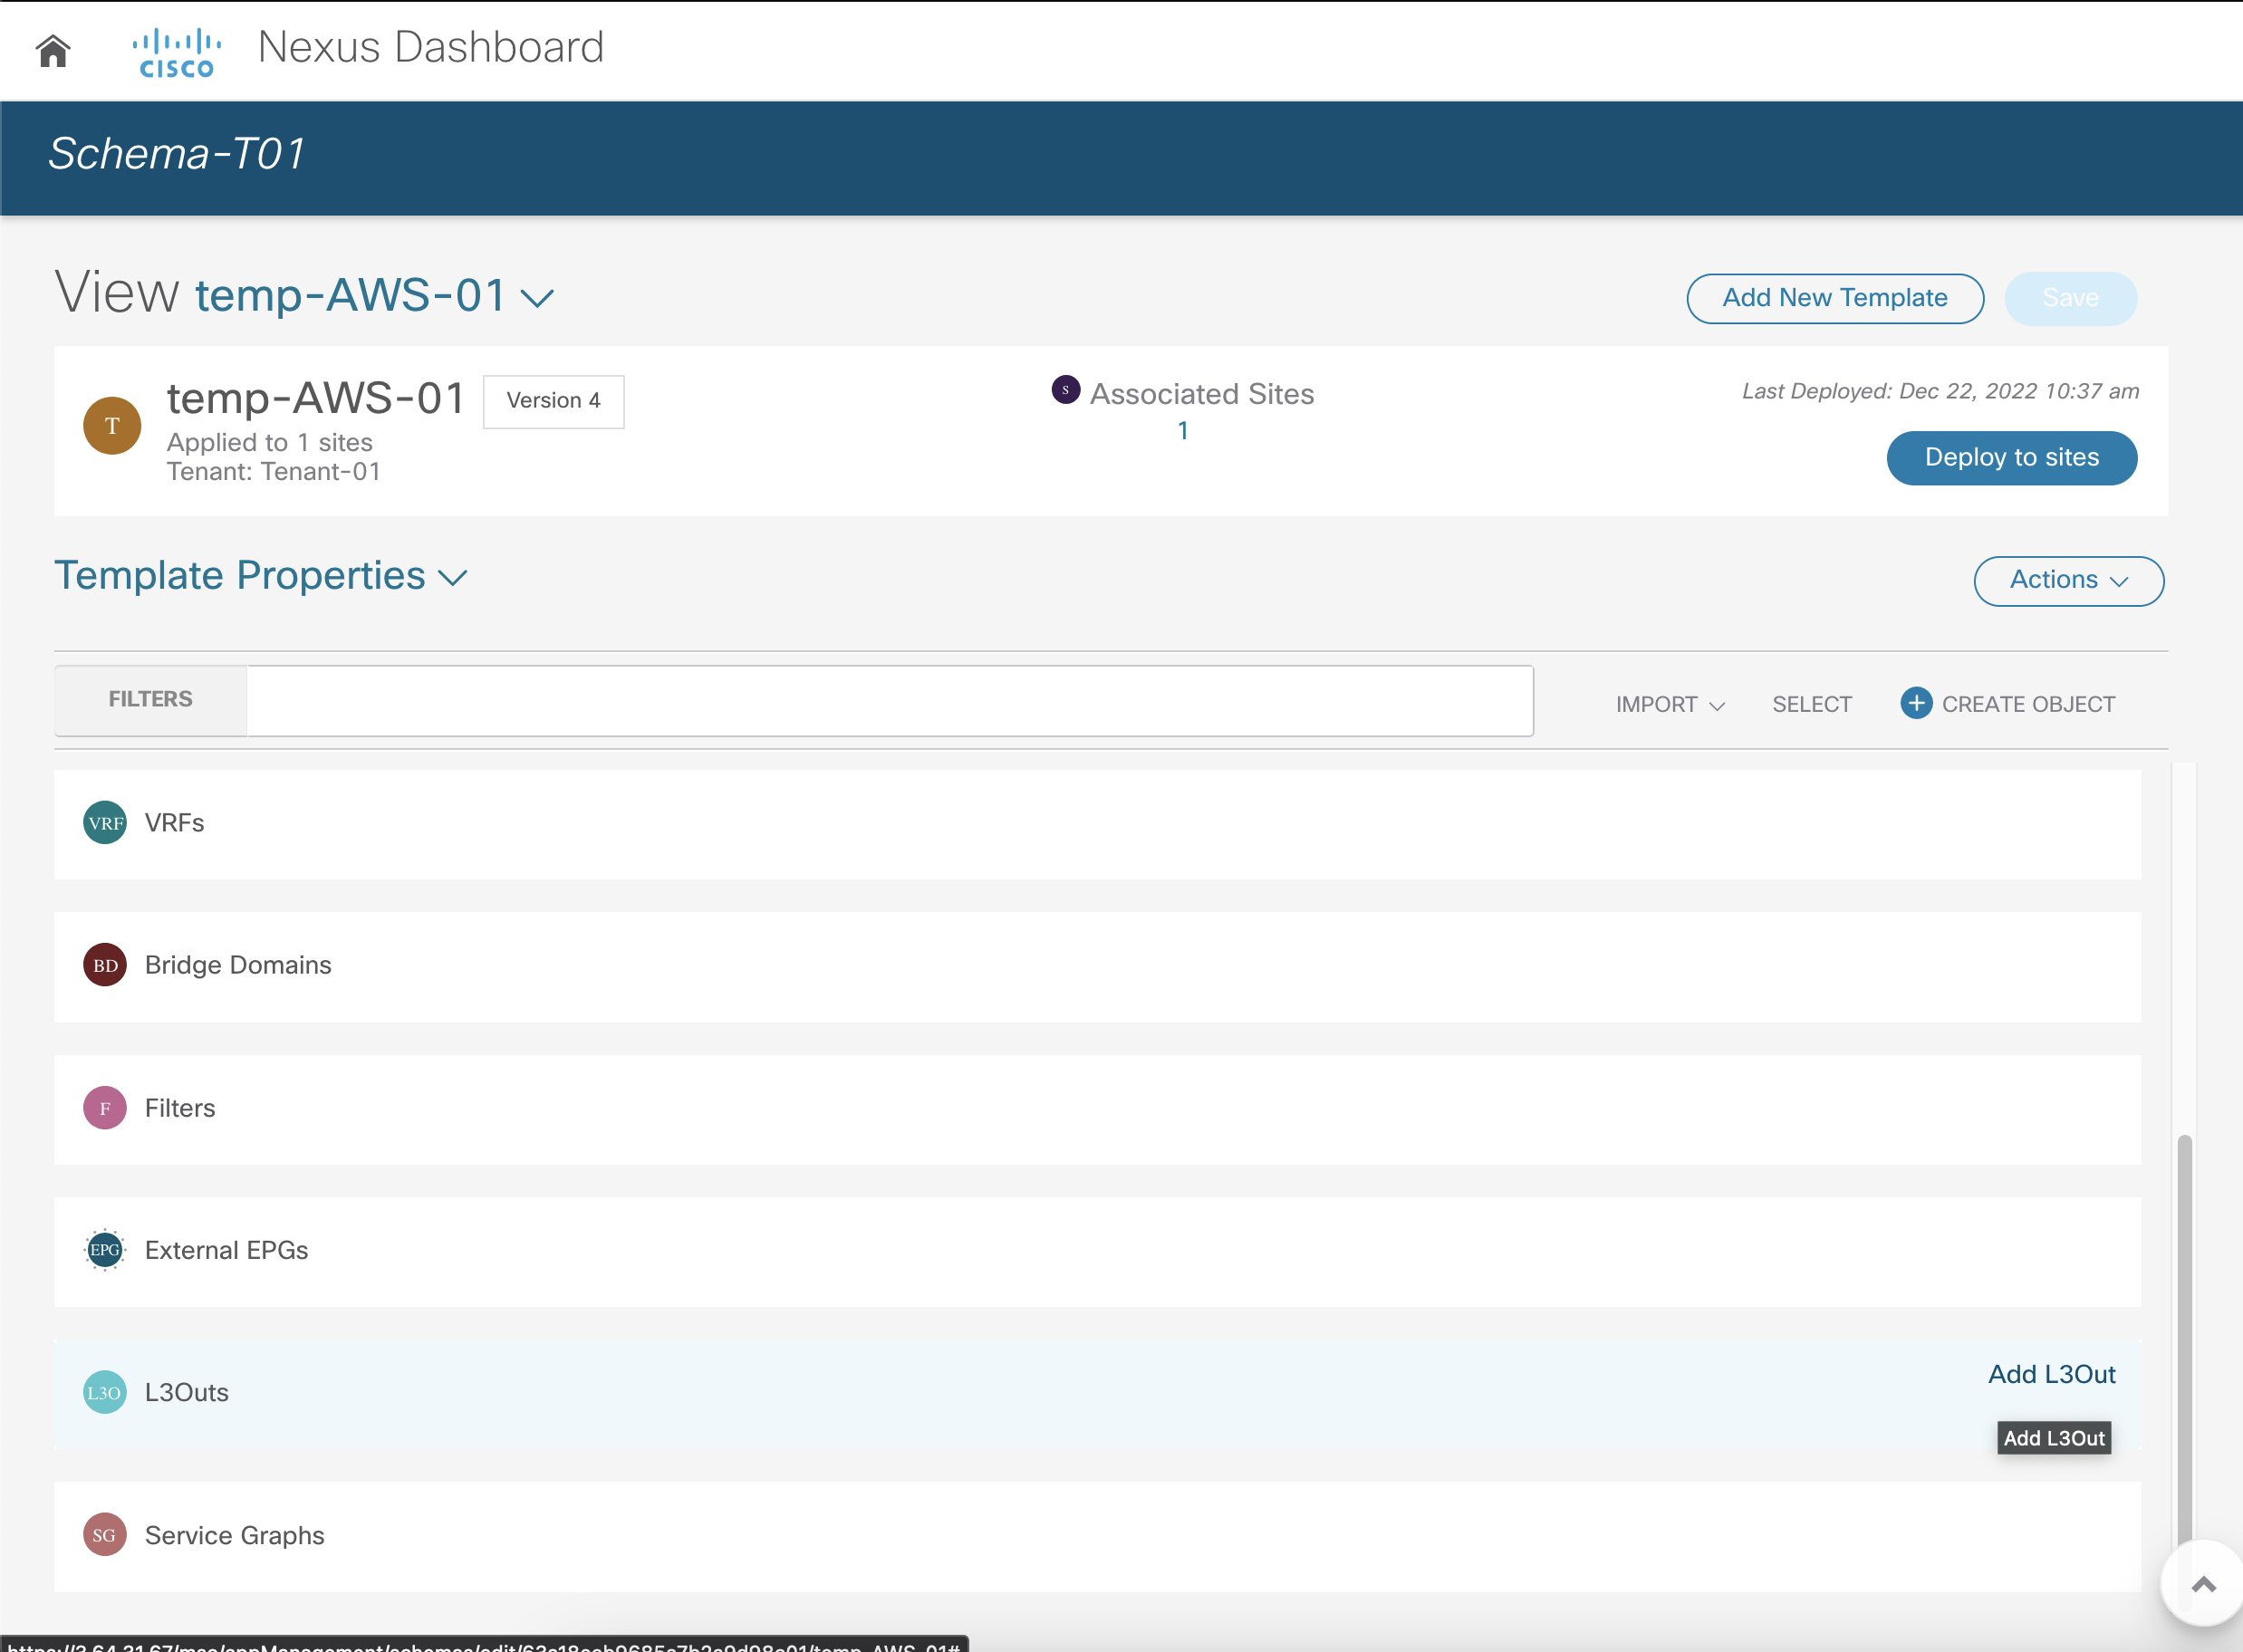 CISCO Nexus Dashboard
Schema-T01
View temp-AWS-01
Add New Template Save
T temp-AWS-01 Version 4
Applied to 1 sites
Tenant: Tenant-01
S Associated Sites
1
Last Deployed: Dec 22, 2022 10:37 am
Deploy to sites
Template Properties
Actions
FILTERS IMPORT SELECT CREATE OBJECT
VRF VRFs
BD Bridge Domains
F Filters
EPG External EPGs
L3O L3Outs Add L3Out
Add L3Out
SG Service Graphs